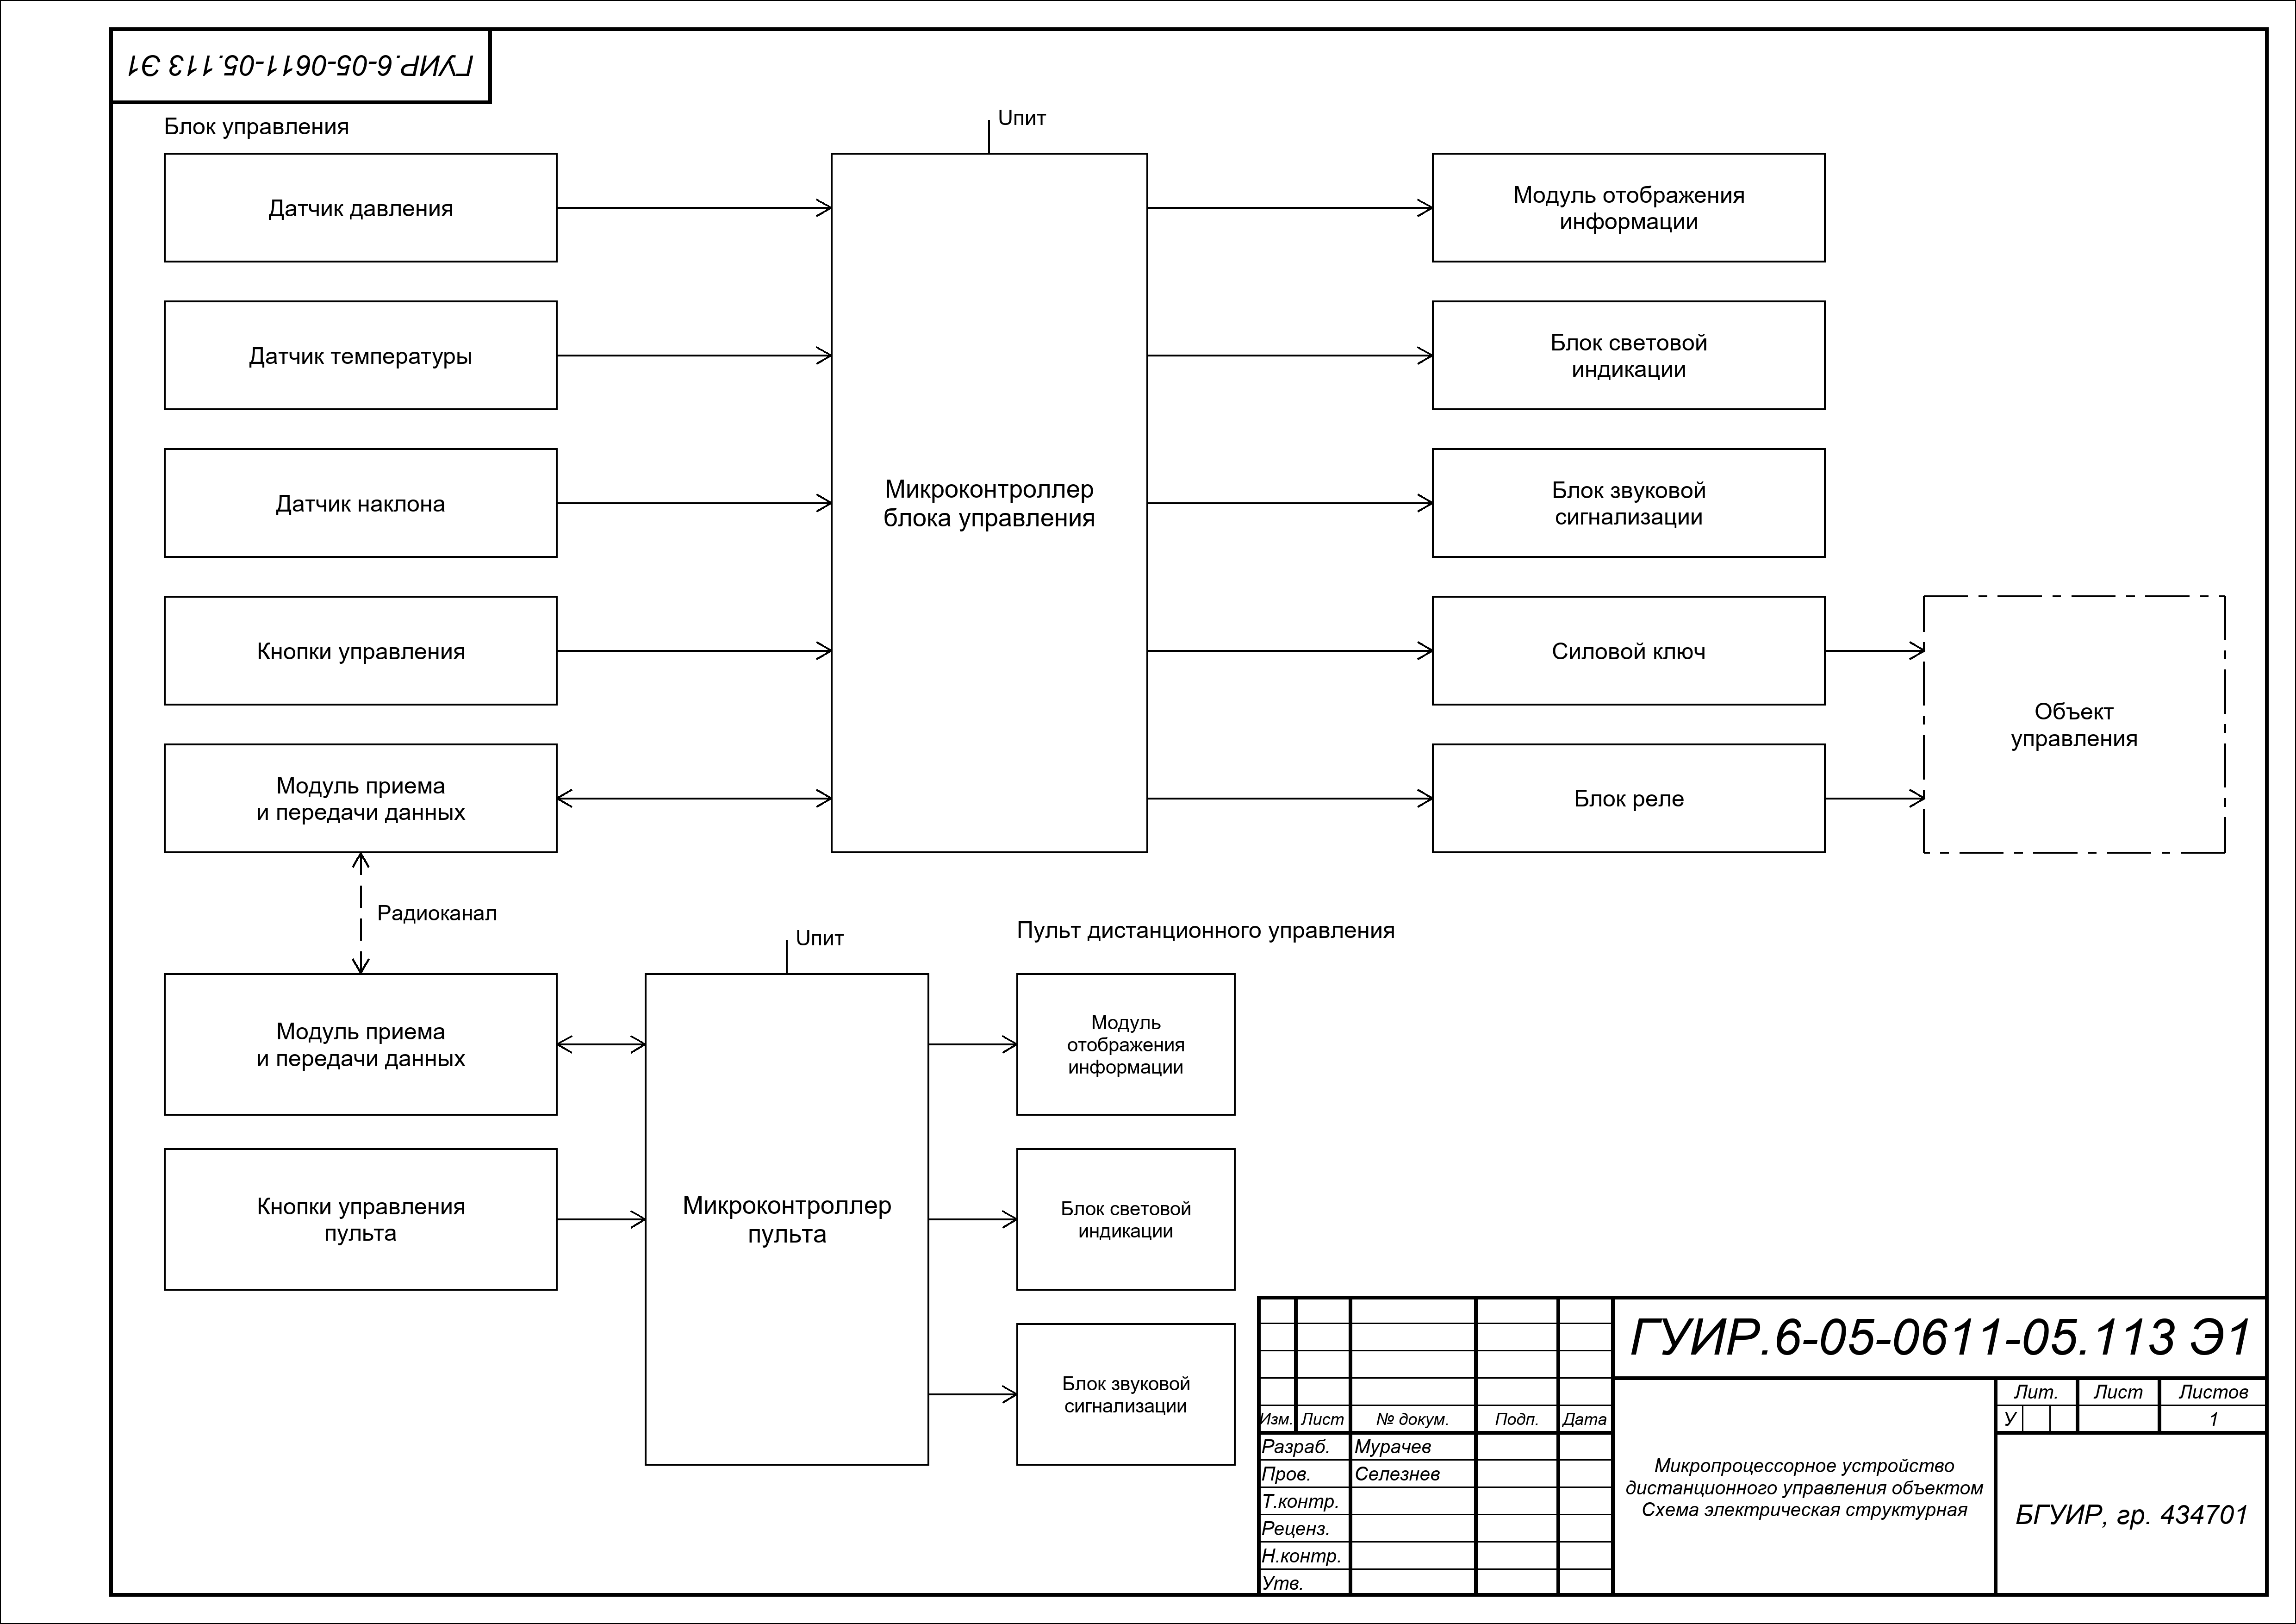 ГУИР.6-05-0611-05.113 Э1
Блок управления
Uпит
Датчик давления
Модуль отображения
информации
Датчик температуры
Блок световой
индикации
Датчик наклона
Микроконтроллер
блока управления
Блок звуковой
сигнализации
Кнопки управления
Силовой ключ
Объект
управления
Модуль приема
и передачи данных
Блок реле
Радиоканал
Uпит
Пульт дистанционного управления
Модуль приема
и передачи данных
Модуль
отображения
информации
Кнопки управления
пульта
Микроконтроллер
пульта
Блок световой
индикации
Блок звуковой
сигнализации
ГУИР.6-05-0611-05.113 Э1
Лит. Лист Листов
У 1
Изм. Лист № докум. Подп. Дата
Разраб. Мурачев
Пров. Селезнев
Т.контр.
Реценз.
Н.контр.
Утв.
Микропроцессорное устройство
дистанционного управления объектом
Схема электрическая структурная
БГУИР, гр. 434701